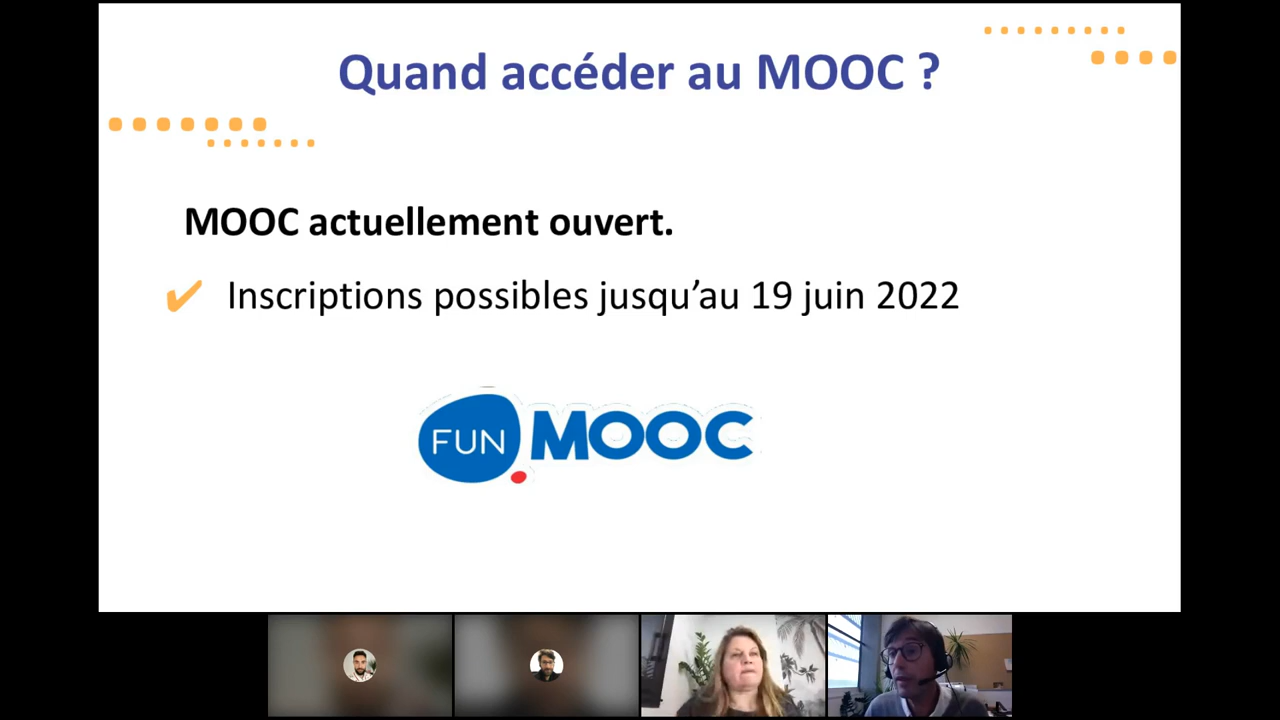 Quand accéder au MOOC ?
MOOC actuellement ouvert.
✔ Inscriptions possibles jusqu’au 19 juin 2022
FUN MOOC